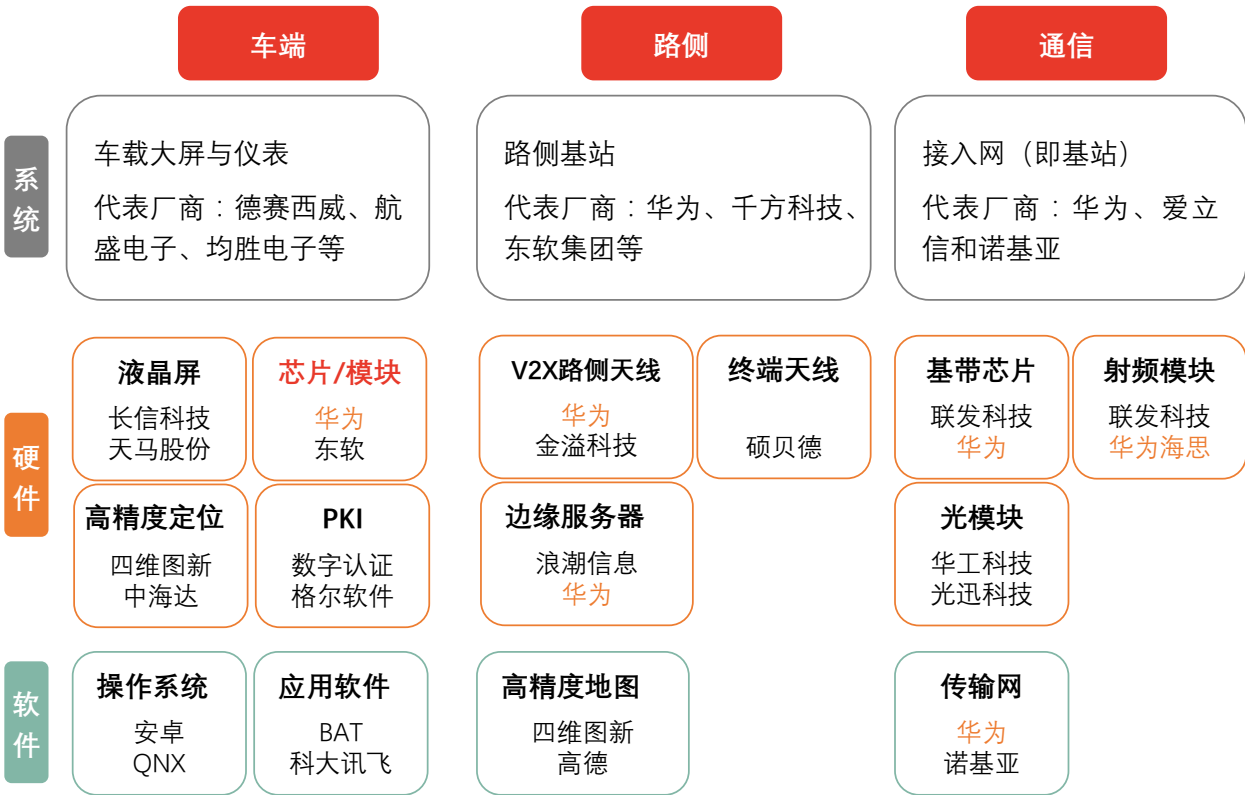 车端
路侧
通信
系统
车载大屏与仪表
代表厂商：德赛西威、航
盛电子、均胜电子等
路侧基站
代表厂商：华为、千方科技、
东软集团等
接入网（即基站）
代表厂商：华为、爱立
信和诺基亚
硬件
液晶屏
长信科技
天马股份
芯片/模块
华为
东软
V2X路侧天线
华为
金溢科技
终端天线
硕贝德
基带芯片
联发科技
华为
射频模块
联发科技
华为海思
高精度定位
四维图新
中海达
PKI
数字认证
格尔软件
边缘服务器
浪潮信息
华为
光模块
华工科技
光迅科技
软件
操作系统
安卓
QNX
应用软件
BAT
科大讯飞
高精度地图
四维图新
高德
传输网
华为
诺基亚